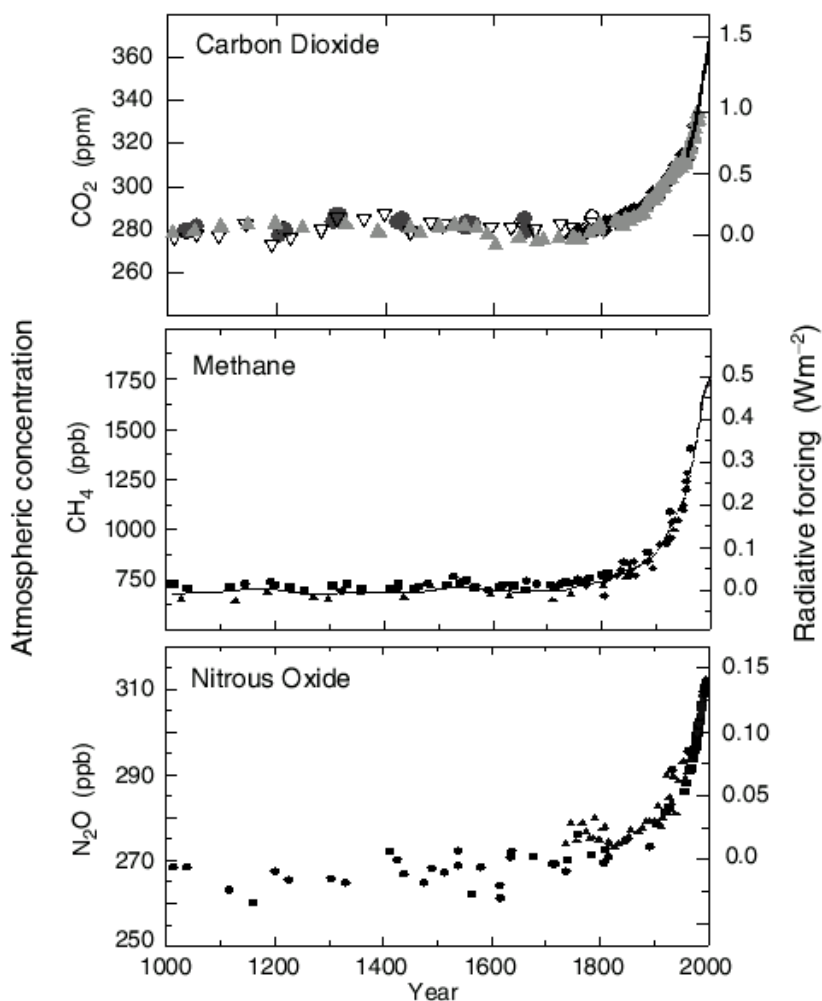 Atmospheric concentration
Carbon Dioxide
CO₂ (ppm)
360
340
320
300
280
260
1.5
1.0
0.5
0.0
Methane
CH₄ (ppb)
1750
1500
1250
1000
750
0.5
0.4
0.3
0.2
0.1
0.0
Nitrous Oxide
N₂O (ppb)
310
290
270
250
0.15
0.10
0.05
0.0
Radiative forcing (Wm⁻²)
1000 1200 1400 1600 1800 2000
Year